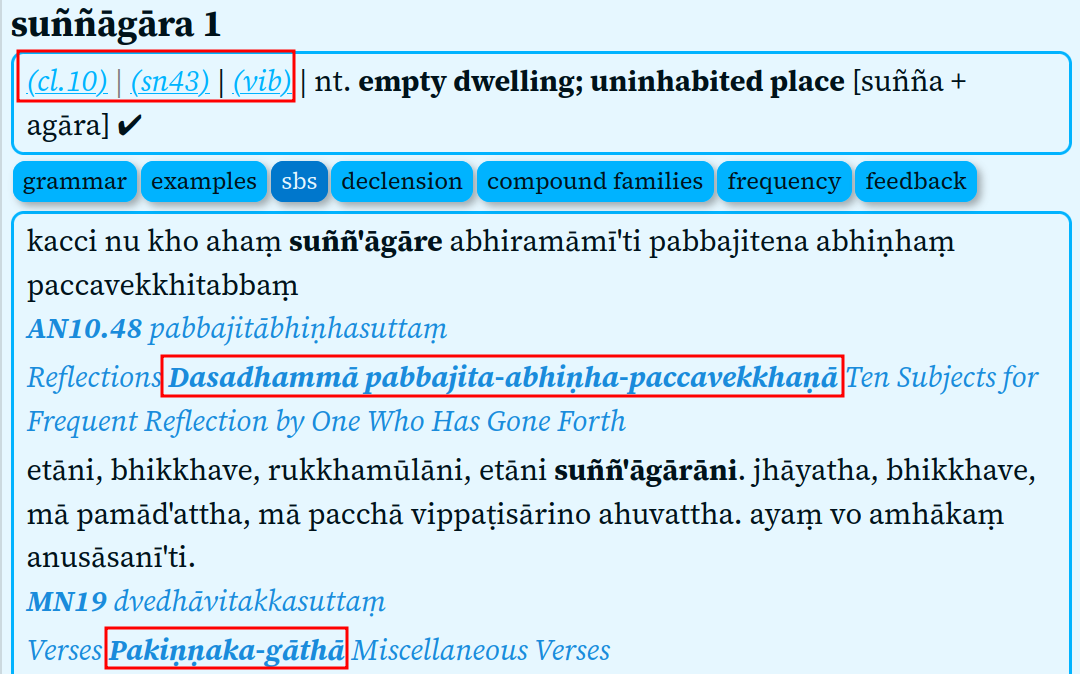 suññāgāra 1
(cl.10) | (sn43) | (vib) | nt. empty dwelling; uninhabited place [suñña +
agāra] ✔
grammar examples sbs declension compound families frequency feedback
kacci nu kho ahaṃ suññ'āgāre abhiramāmī'ti pabbajitena abhiṇhaṃ
paccavekkhitabbaṃ
AN10.48 pabbajitābhiṇhasuttaṃ
Reflections Dasadhammā pabbajita-abhiṇha-paccavekkhaṇā Ten Subjects for
Frequent Reflection by One Who Has Gone Forth
etāni, bhikkhave, rukkhamūlāni, etāni suññ'āgārāni. jhāyatha, bhikkhave,
mā pamād'attha, mā pacchā vippaṭisārino ahuvattha. ayaṃ vo amhākaṃ
anusāsanī'ti.
MN19 dvedhāvitakkasuttaṃ
Verses Pakiṇṇaka-gāthā Miscellaneous Verses